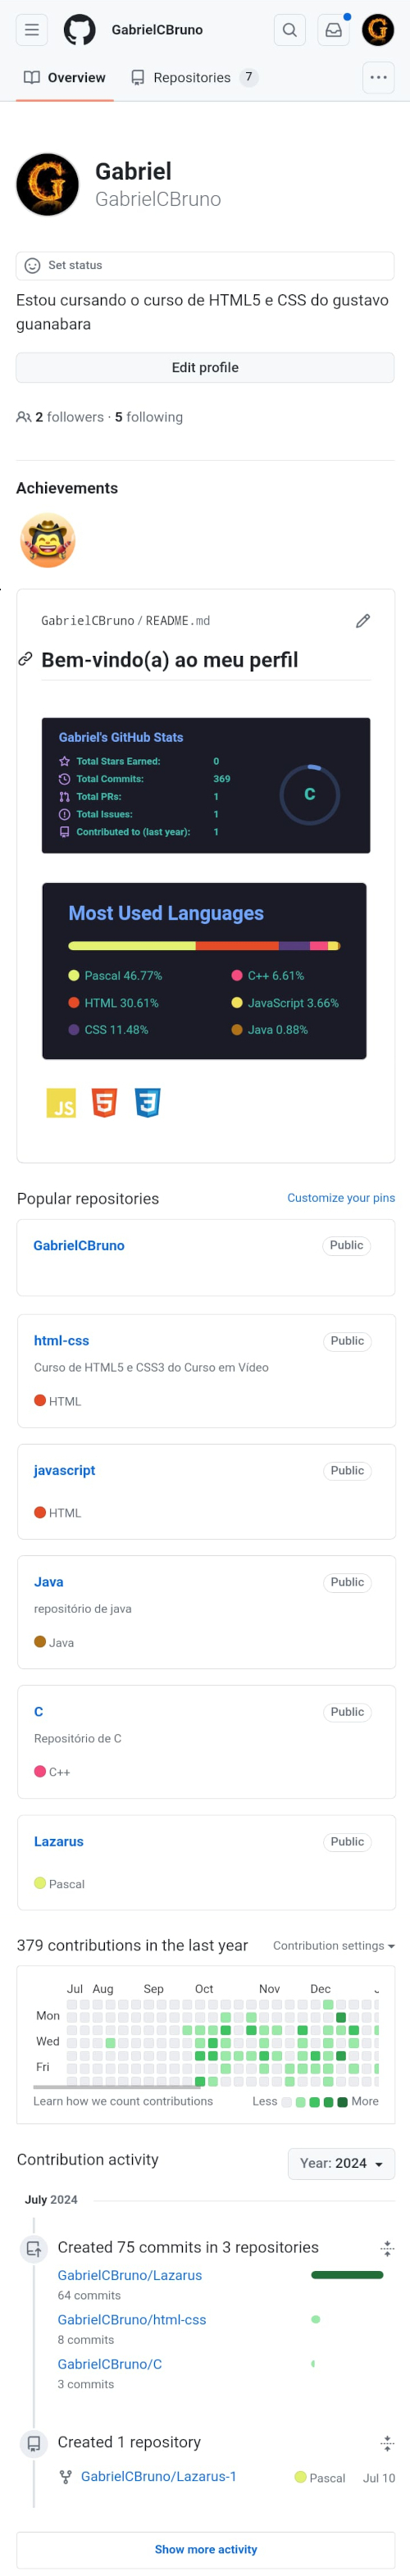 GabrielCBruno
Overview
Repositories 7
Gabriel
GabrielCBruno
Set status
Estou cursando o curso de HTML5 e CSS do gustavo
guanabara
Edit profile
2 followers · 5 following
Achievements
GabrielCBruno / README.md
Bem-vindo(a) ao meu perfil
Gabriel's GitHub Stats
Total Stars Earned: 0
Total Commits: 369
Total PRs: 1
Total Issues: 1
Contributed to (last year): 1
C
Most Used Languages
Pascal 46.77%
C++ 6.61%
HTML 30.61%
JavaScript 3.66%
CSS 11.48%
Java 0.88%
JS
Popular repositories
Customize your pins
GabrielCBruno
Public
html-css
Public
Curso de HTML5 e CSS3 do Curso em Vídeo
HTML
javascript
Public
HTML
Java
Public
repositório de java
Java
C
Public
Repositório de C
C++
Lazarus
Public
Pascal
379 contributions in the last year
Contribution settings
Jul Aug Sep Oct Nov Dec
Mon
Wed
Fri
Learn how we count contributions
Less More
Contribution activity
Year: 2024
July 2024
Created 75 commits in 3 repositories
GabrielCBruno/Lazarus
64 commits
GabrielCBruno/html-css
8 commits
GabrielCBruno/C
3 commits
Created 1 repository
GabrielCBruno/Lazarus-1
Pascal Jul 10
Show more activity